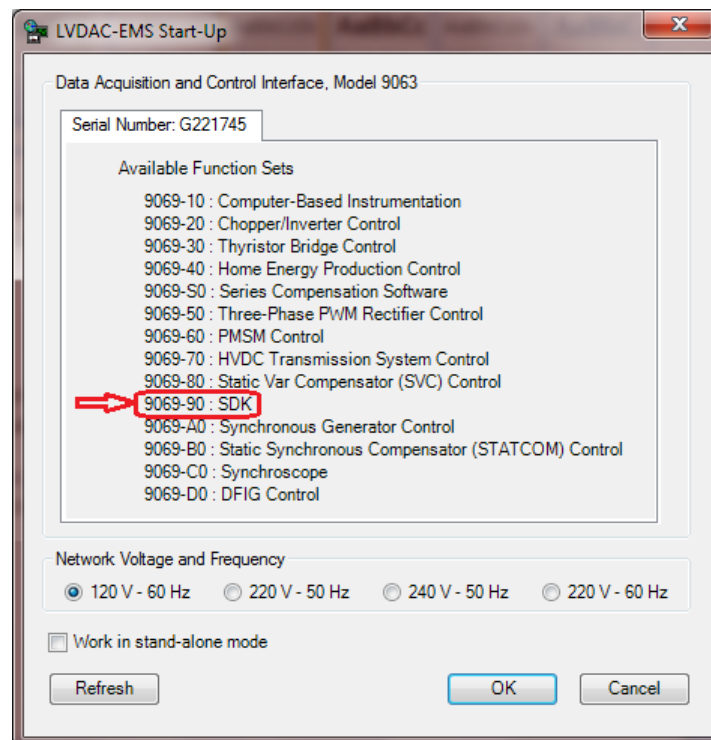 LVDAC-EMS Start-Up
Data Acquisition and Control Interface, Model 9063
Serial Number: G221745
Available Function Sets
9069-10 : Computer-Based Instrumentation
9069-20 : Chopper/Inverter Control
9069-30 : Thyristor Bridge Control
9069-40 : Home Energy Production Control
9069-S0 : Series Compensation Software
9069-50 : Three-Phase PWM Rectifier Control
9069-60 : PMSM Control
9069-70 : HVDC Transmission System Control
9069-80 : Static Var Compensator (SVC) Control
9069-90 : SDK
9069-A0 : Synchronous Generator Control
9069-B0 : Static Synchronous Compensator (STATCOM) Control
9069-C0 : Synchroscope
9069-D0 : DFIG Control
Network Voltage and Frequency
120 V - 60 Hz 220 V - 50 Hz 240 V - 50 Hz 220 V - 60 Hz
Work in stand-alone mode
Refresh OK Cancel